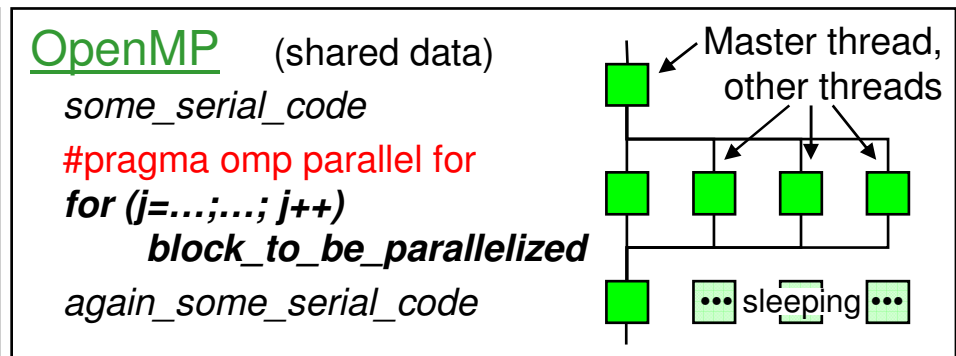 OpenMP (shared data)
some_serial_code
#pragma omp parallel for
for (j=…;…; j++)
block_to_be_parallelized
again_some_serial_code
Master thread,
other threads
••• sleeping •••